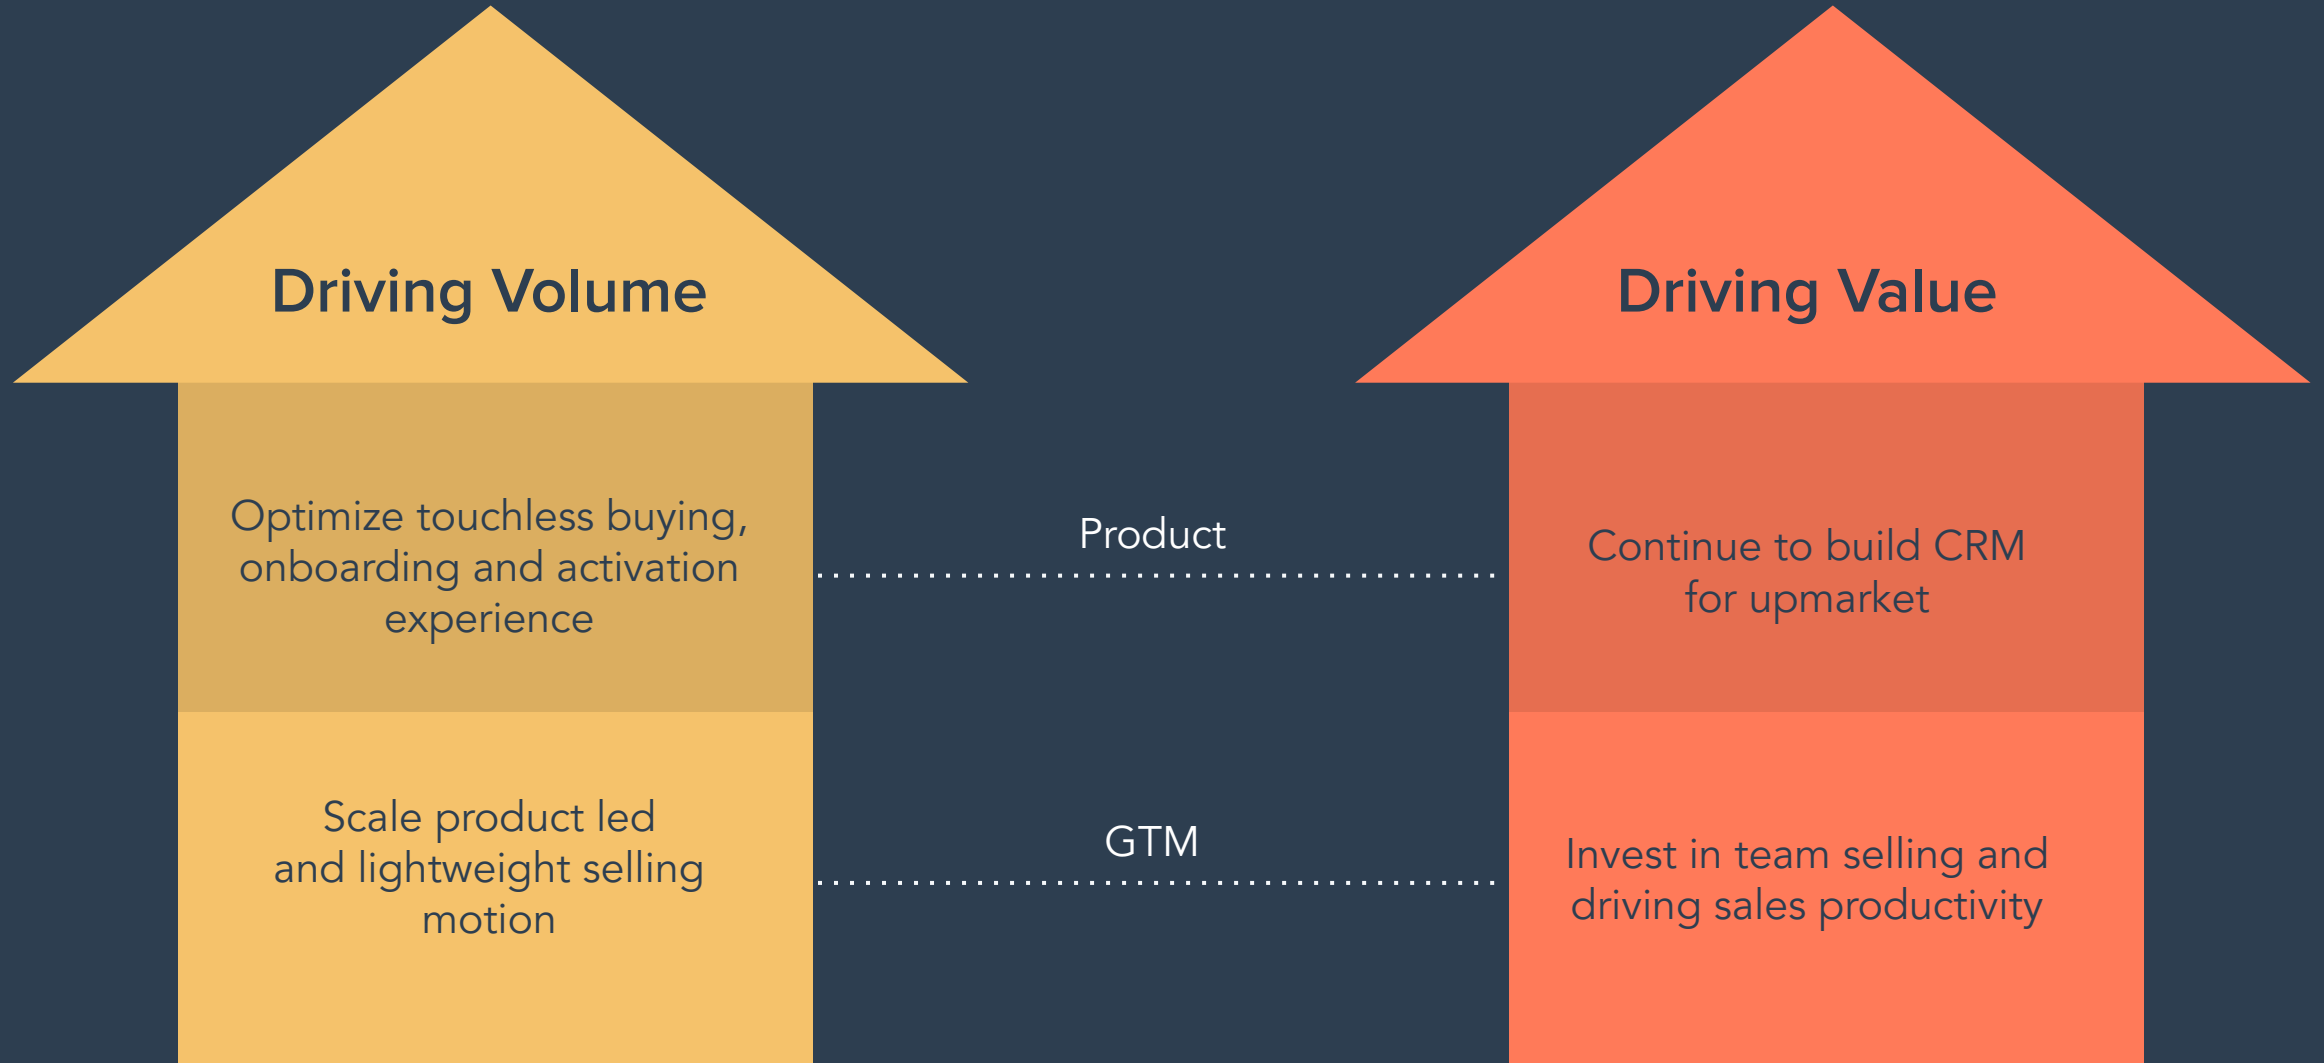 Driving Volume
Driving Value
Optimize touchless buying,
onboarding and activation
experience
Product
Continue to build CRM
for upmarket
Scale product led
and lightweight selling
motion
GTM
Invest in team selling and
driving sales productivity